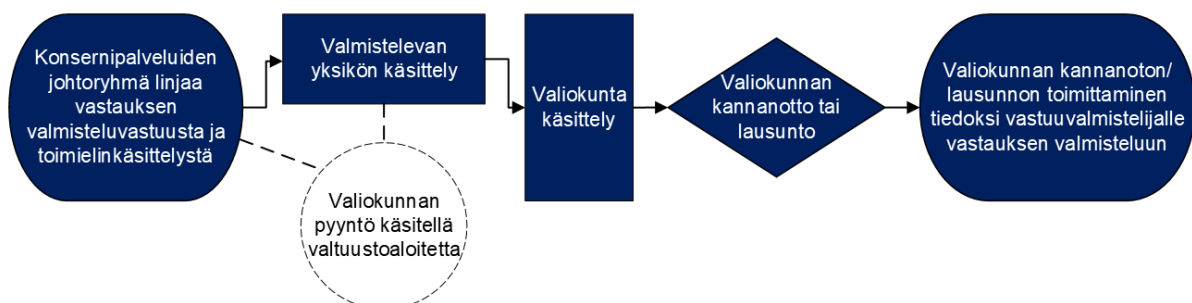 Konsernipalveluiden
johtoryhmä linjaa
vastauksen
valmisteluvastuusta ja
toimielinkäsittelystä
Valmistelevan
yksikön käsittely
Valiokunnan
pyyntö käsitellä
valtuustoaloitetta
Valiokunta
käsittely
Valiokunnan
kannanotto tai
lausunto
Valiokunnan kannanoton/
lausunnon toimittaminen
tiedoksi vastuuvalmistelijalle
vastauksen valmisteluun